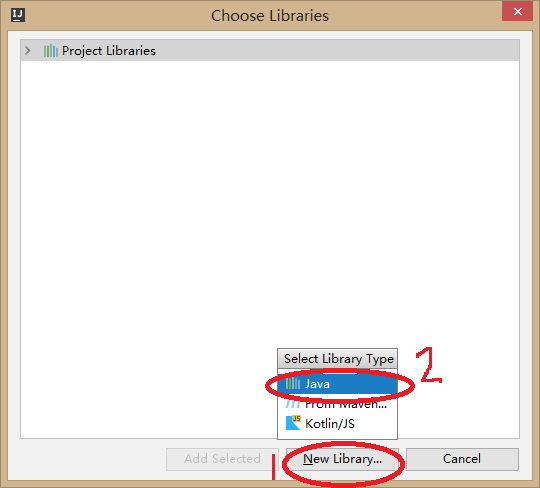 IJ
Choose Libraries
Project Libraries
Select Library Type
2
Java
From Maven...
JS
Kotlin/JS
Add Selected
1
New Library...
Cancel